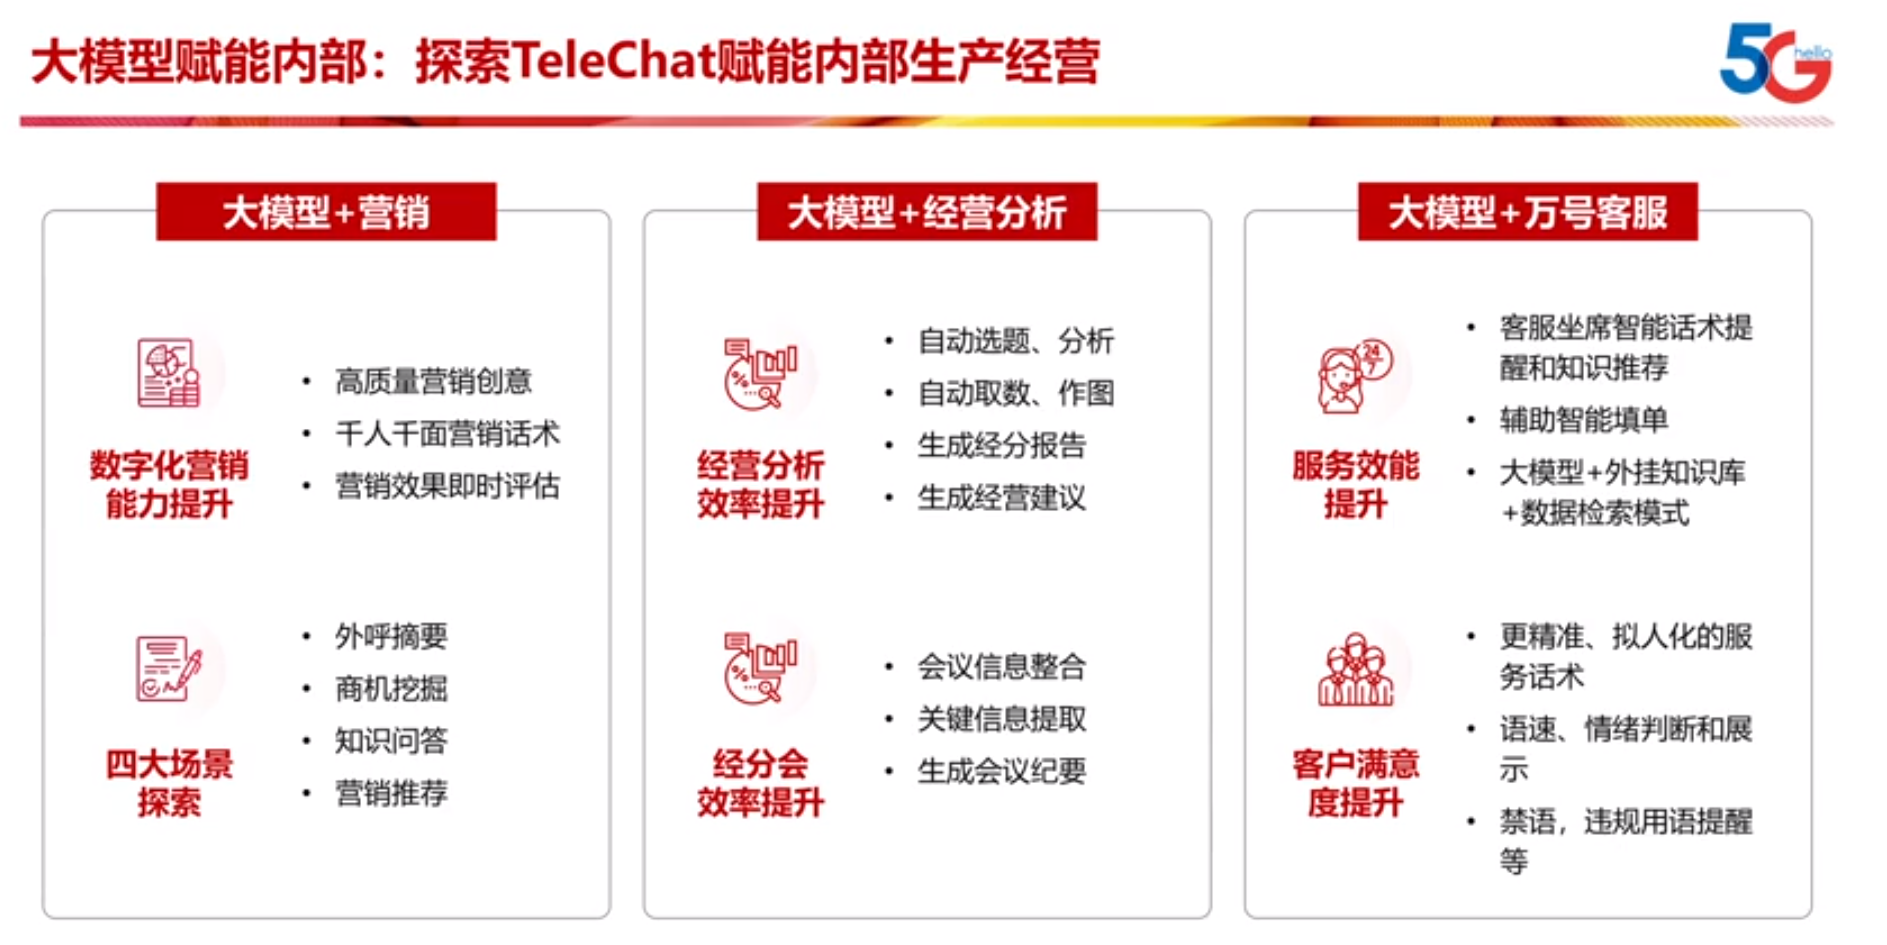 大模型赋能内部：探索TeleChat赋能内部生产经营
5G
hello
大模型+营销
数字化营销
能力提升
• 高质量营销创意
• 千人千面营销话术
• 营销效果即时评估
四大场景
探索
• 外呼摘要
• 商机挖掘
• 知识问答
• 营销推荐
大模型+经营分析
%
经营分析
效率提升
• 自动选题、分析
• 自动取数、作图
• 生成经分报告
• 生成经营建议
%
经分会
效率提升
• 会议信息整合
• 关键信息提取
• 生成会议纪要
大模型+万号客服
24
7
服务效能
提升
• 客服坐席智能话术提
醒和知识推荐
• 辅助智能填单
• 大模型+外挂知识库
+数据检索模式
客户满意
度提升
• 更精准、拟人化的服
务话术
• 语速、情绪判断和展
示
• 禁语，违规用语提醒
等